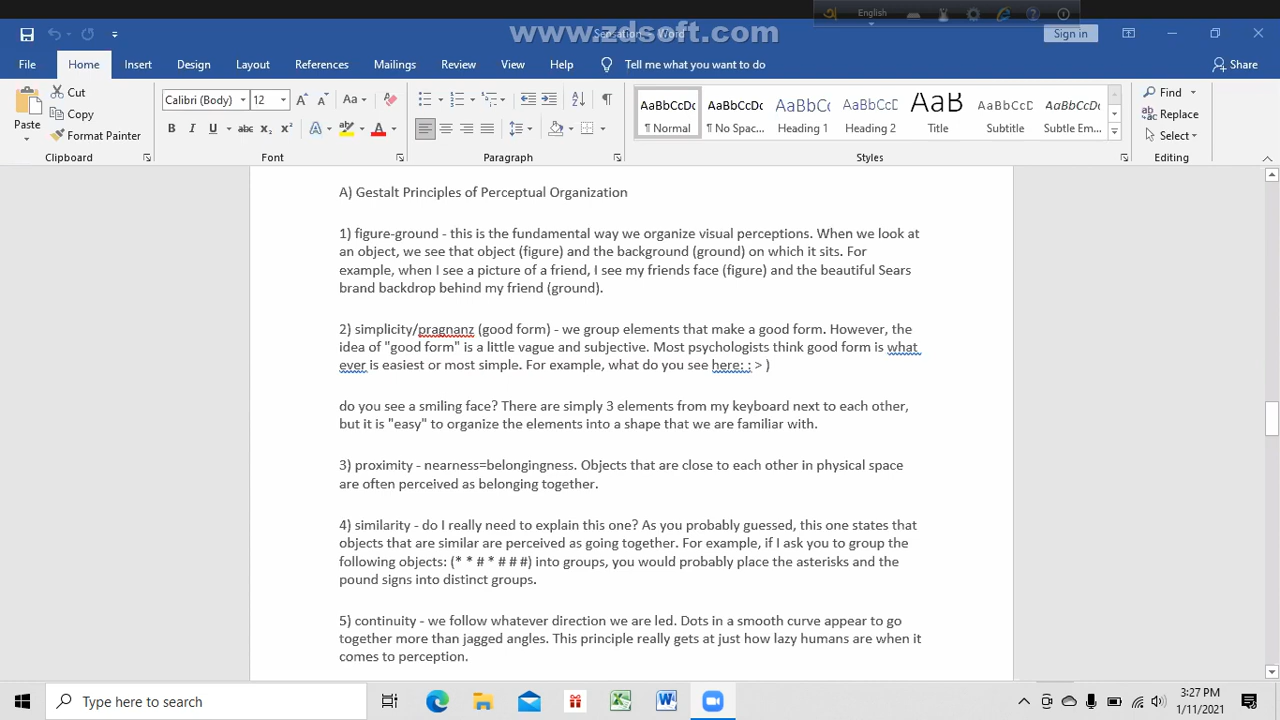 English
www.zdsoft.com
Sensation - Word
Sign in
File Home Insert Design Layout References Mailings Review View Help Tell me what you want to do Share
Paste
Cut
Copy
Format Painter
Clipboard
Calibri (Body) 12
Aa
B I U abc x₂ x² A A
Font
Paragraph
AaBbCcDc AaBbCcDc AaBbCc AaBbCcC AaB AaBbCcC AaBbCcDc
¶ Normal ¶ No Spac... Heading 1 Heading 2 Title Subtitle Subtle Em...
Styles
Find
Replace
Select
Editing
A) Gestalt Principles of Perceptual Organization
1) figure-ground - this is the fundamental way we organize visual perceptions. When we look at
an object, we see that object (figure) and the background (ground) on which it sits. For
example, when I see a picture of a friend, I see my friends face (figure) and the beautiful Sears
brand backdrop behind my friend (ground).
2) simplicity/pragnanz (good form) - we group elements that make a good form. However, the
idea of "good form" is a little vague and subjective. Most psychologists think good form is what
ever is easiest or most simple. For example, what do you see here: : > )
do you see a smiling face? There are simply 3 elements from my keyboard next to each other,
but it is "easy" to organize the elements into a shape that we are familiar with.
3) proximity - nearness=belongingness. Objects that are close to each other in physical space
are often perceived as belonging together.
4) similarity - do I really need to explain this one? As you probably guessed, this one states that
objects that are similar are perceived as going together. For example, if I ask you to group the
following objects: (* * # * # # #) into groups, you would probably place the asterisks and the
pound signs into distinct groups.
5) continuity - we follow whatever direction we are led. Dots in a smooth curve appear to go
together more than jagged angles. This principle really gets at just how lazy humans are when it
comes to perception.
Type here to search
3:27 PM
1/11/2021